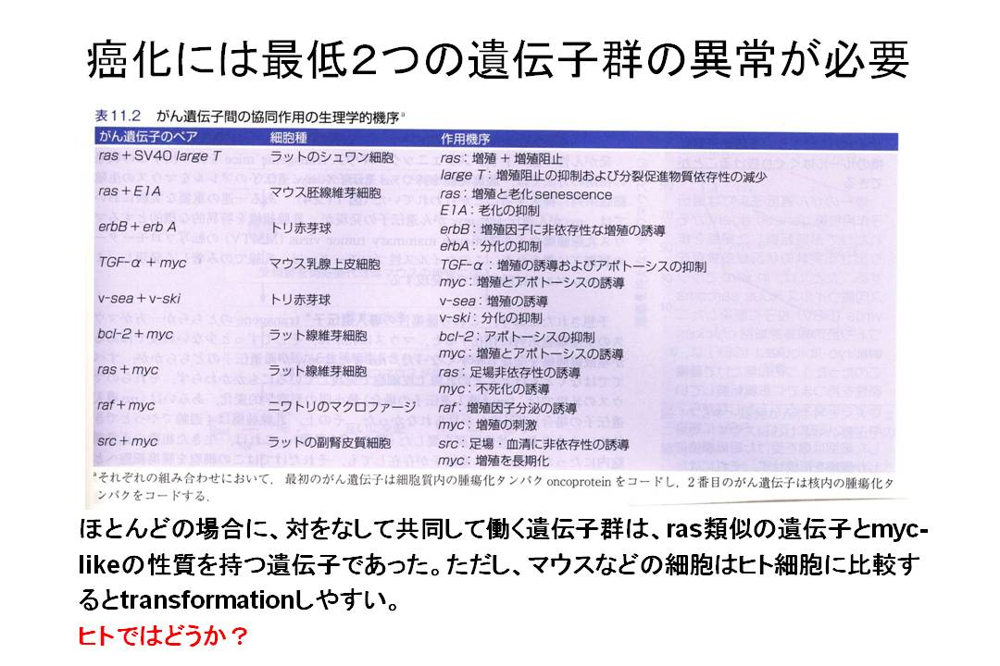 癌化には最低２つの遺伝子群の異常が必要
表11.2 がん遺伝子間の協同作用の生理学的機序a
がん遺伝子のペア 細胞種 作用機序
ras＋SV40 large T ラットのシュワン細胞 ras：増殖＋増殖阻止
large T：増殖阻止の抑制および分裂促進物質依存性の減少
ras＋E1A マウス胚線維芽細胞 ras：増殖と老化senescence
E1A：老化の抑制
erbB＋erb A トリ赤芽球 erbB：増殖因子に非依存性な増殖の誘導
erbA：分化の抑制
TGF-α＋myc マウス乳腺上皮細胞 TGF-α：増殖の誘導およびアポトーシスの抑制
myc：増殖とアポトーシスの誘導
v-sea＋v-ski トリ赤芽球 v-sea：増殖の誘導
v-ski：分化の抑制
bcl-2＋myc ラット線維芽細胞 bcl-2：アポトーシスの抑制
myc：増殖とアポトーシスの誘導
ras＋myc ラット線維芽細胞 ras：足場非依存性の誘導
myc：不死化の誘導
raf＋myc ニワトリのマクロファージ raf：増殖因子分泌の誘導
myc：増殖の刺激
src＋myc ラットの副腎皮質細胞 src：足場・血清に非依存性の誘導
myc：増殖を長期化
aそれぞれの組み合わせにおいて，最初のがん遺伝子は細胞質内の腫瘍化タンパクoncoproteinをコードし，2番目のがん遺伝子は核内の腫瘍化タ
ンパクをコードする．
ほとんどの場合に、対をなして共同して働く遺伝子群は、ras類似の遺伝子とmyc-
likeの性質を持つ遺伝子であった。ただし、マウスなどの細胞はヒト細胞に比較す
るとtransformationしやすい。
ヒトではどうか？